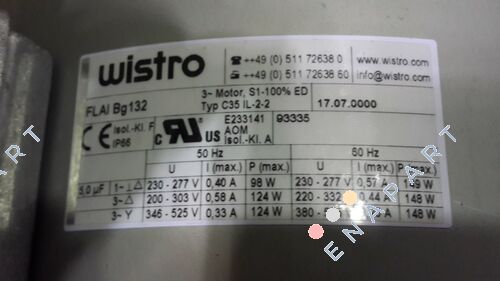 wistro
☎ ++49 (0) 511 72638 0
++49 (0) 511 72638 60
www.wistro.com
info@wistro.com
FLAI Bg132
3~ Motor, S1-100% ED
Typ C35 IL-2-2
17.07.0000
CE Isol.-Kl. F
IP66
c RU us
E233141
AOM
Isol.-Kl. A
93335
50 Hz 60 Hz
U I (max.) P (max.) U I (max.) P (max.)
5,0 µF 1~ ⊥△ 230 - 277 V 0,40 A 98 W 230 - 277 V 0,57 A
3~ △ 200 - 303 V 0,58 A 124 W 220 - 332 0,44 148 W
3~ Y 346 - 525 V 0,33 A 124 W 380 - 148 W
ENAPART